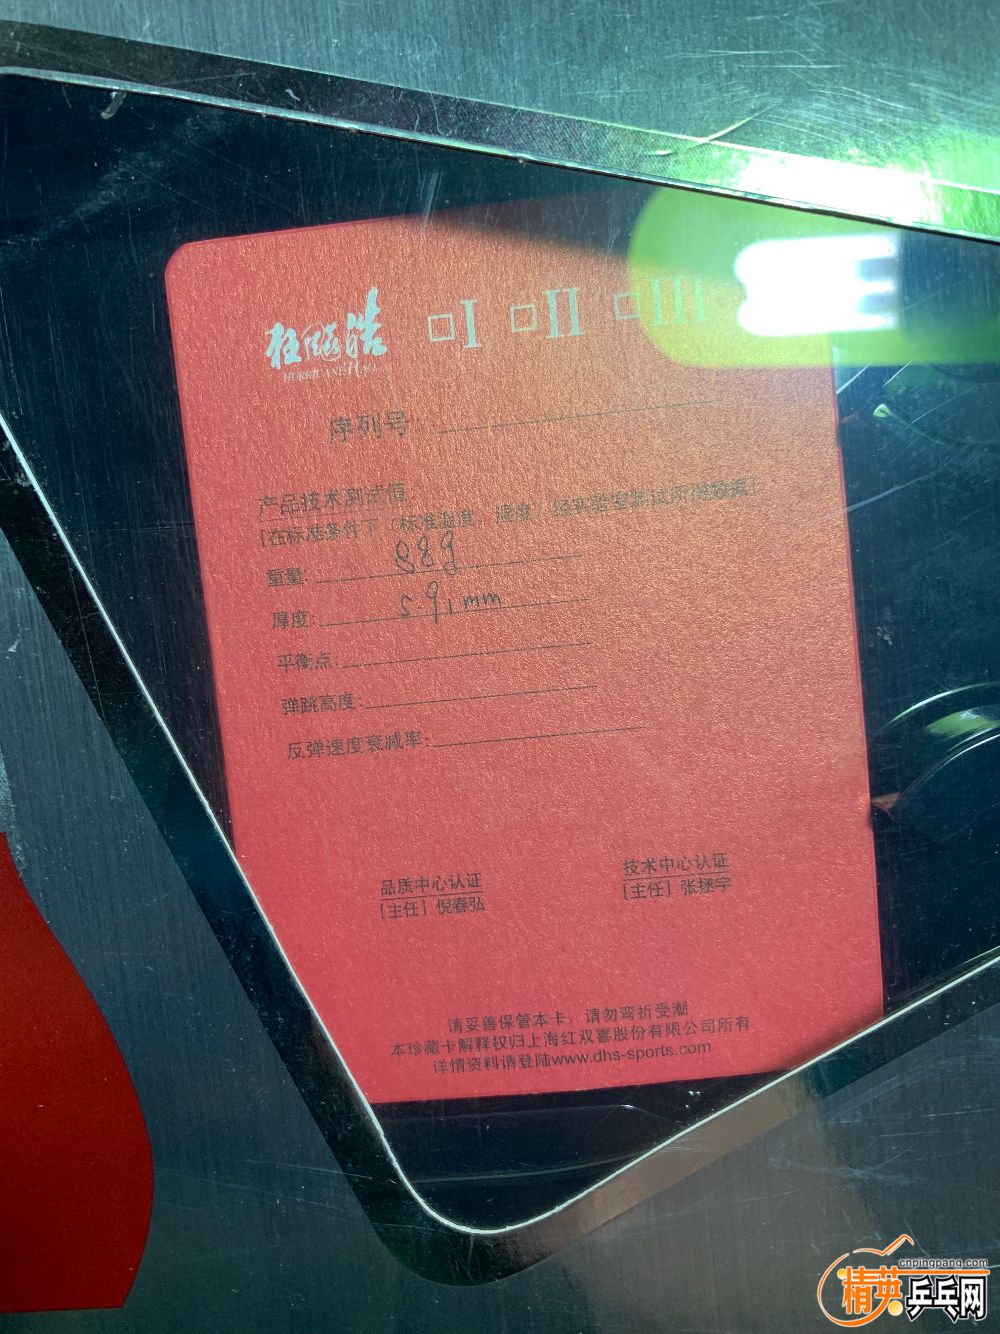 狂飚皓 □I □II □III
HURRICANE HAO
序列号:
产品技术测试值
[在标准条件下(标准温度、湿度)经实验室测试所得数据]
重量: 88g
厚度: 5.91mm
平衡点:
弹跳高度:
反弹速度衰减率:
品质中心认证 技术中心认证
[主任] 倪春弘 [主任] 张拯宇
请妥善保管本卡,请勿弯折受潮
本珍藏卡解释权归上海红双喜股份有限公司所有
详情资料请登陆www.dhs-sports.com
cnpingpang.com
精英乒乓网